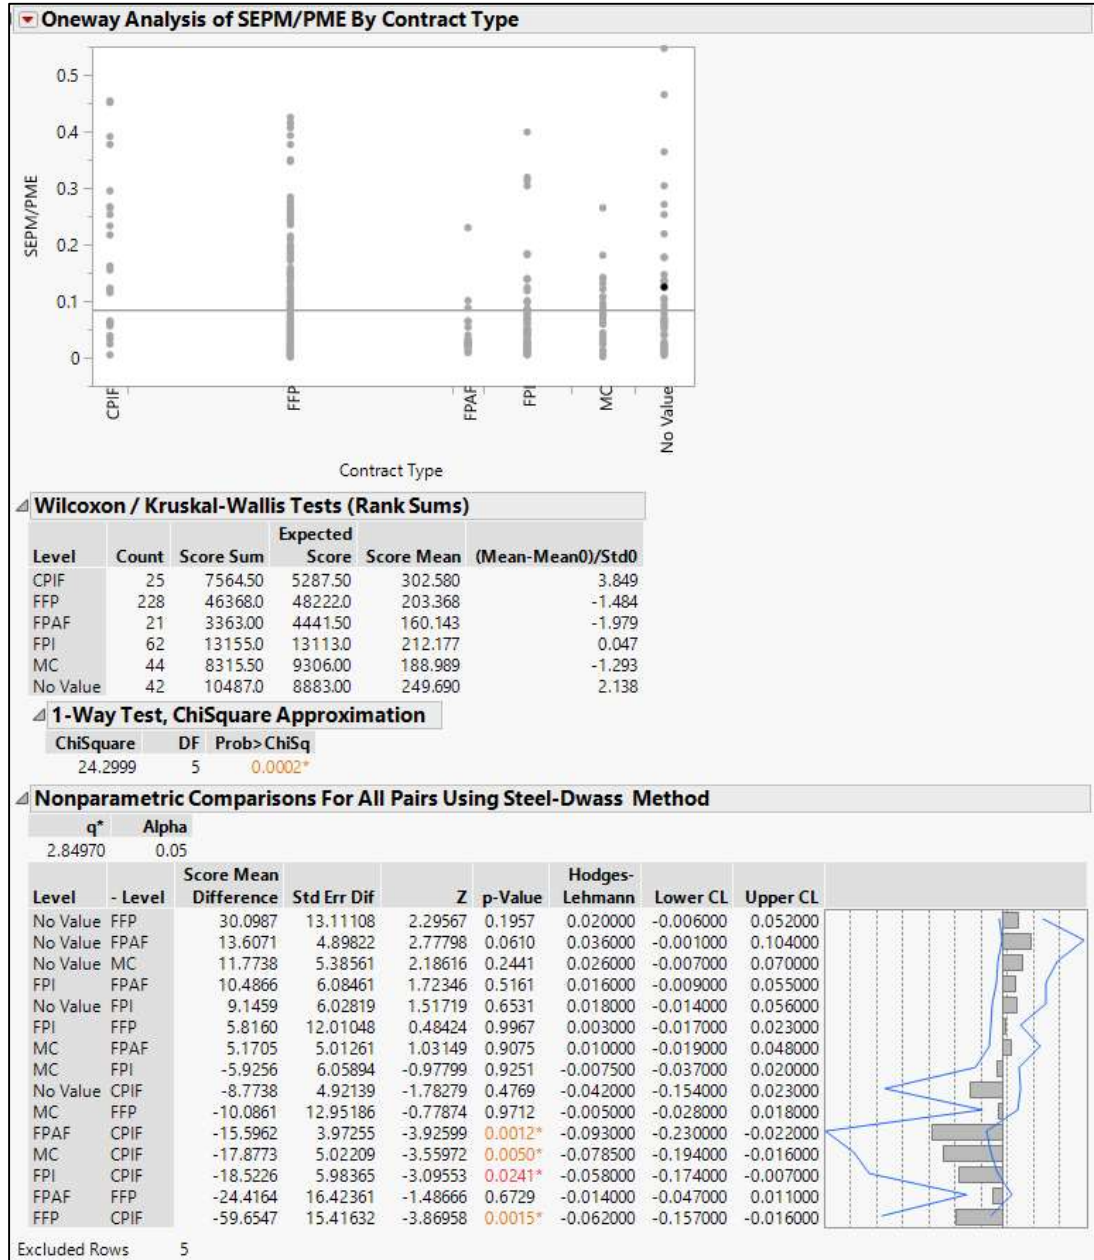 Oneway Analysis of SEPM/PME By Contract Type
0.5
0.4
0.3
0.2
0.1
0
SEPM/PME
CPIF FFP FPAF FPI MC No Value
Contract Type
Wilcoxon / Kruskal-Wallis Tests (Rank Sums)
Expected
Level Count Score Sum Score Score Mean (Mean-Mean0)/Std0
CPIF 25 7564.50 5287.50 302.580 3.849
FFP 228 46368.0 48222.0 203.368 -1.484
FPAF 21 3363.00 4441.50 160.143 -1.979
FPI 62 13155.0 13113.0 212.177 0.047
MC 44 8315.50 9306.00 188.989 -1.293
No Value 42 10487.0 8883.00 249.690 2.138
1-Way Test, ChiSquare Approximation
ChiSquare DF Prob>ChiSq
24.2999 5 0.0002*
Nonparametric Comparisons For All Pairs Using Steel-Dwass Method
q* Alpha
2.84970 0.05
Score Mean Hodges-
Level - Level Difference Std Err Dif Z p-Value Lehmann Lower CL Upper CL
No Value FFP 30.0987 13.11108 2.29567 0.1957 0.020000 -0.006000 0.052000
No Value FPAF 13.6071 4.89822 2.77798 0.0610 0.036000 -0.001000 0.104000
No Value MC 11.7738 5.38561 2.18616 0.2441 0.026000 -0.007000 0.070000
FPI FPAF 10.4866 6.08461 1.72346 0.5161 0.016000 -0.009000 0.055000
No Value FPI 9.1459 6.02819 1.51719 0.6531 0.018000 -0.014000 0.056000
FPI FFP 5.8160 12.01048 0.48424 0.9967 0.003000 -0.017000 0.023000
MC FPAF 5.1705 5.01261 1.03149 0.9075 0.010000 -0.019000 0.048000
MC FPI -5.9256 6.05894 -0.97799 0.9251 -0.007500 -0.037000 0.020000
No Value CPIF -8.7738 4.92139 -1.78279 0.4769 -0.042000 -0.154000 0.023000
MC FFP -10.0861 12.95186 -0.77874 0.9712 -0.005000 -0.028000 0.018000
FPAF CPIF -15.5962 3.97255 -3.92599 0.0012* -0.093000 -0.230000 -0.022000
MC CPIF -17.8773 5.02209 -3.55972 0.0050* -0.078500 -0.194000 -0.016000
FPI CPIF -18.5226 5.98365 -3.09553 0.0241* -0.058000 -0.174000 -0.007000
FPAF FFP -24.4164 16.42361 -1.48666 0.6729 -0.014000 -0.047000 0.011000
FFP CPIF -59.6547 15.41632 -3.86958 0.0015* -0.062000 -0.157000 -0.016000
Excluded Rows 5